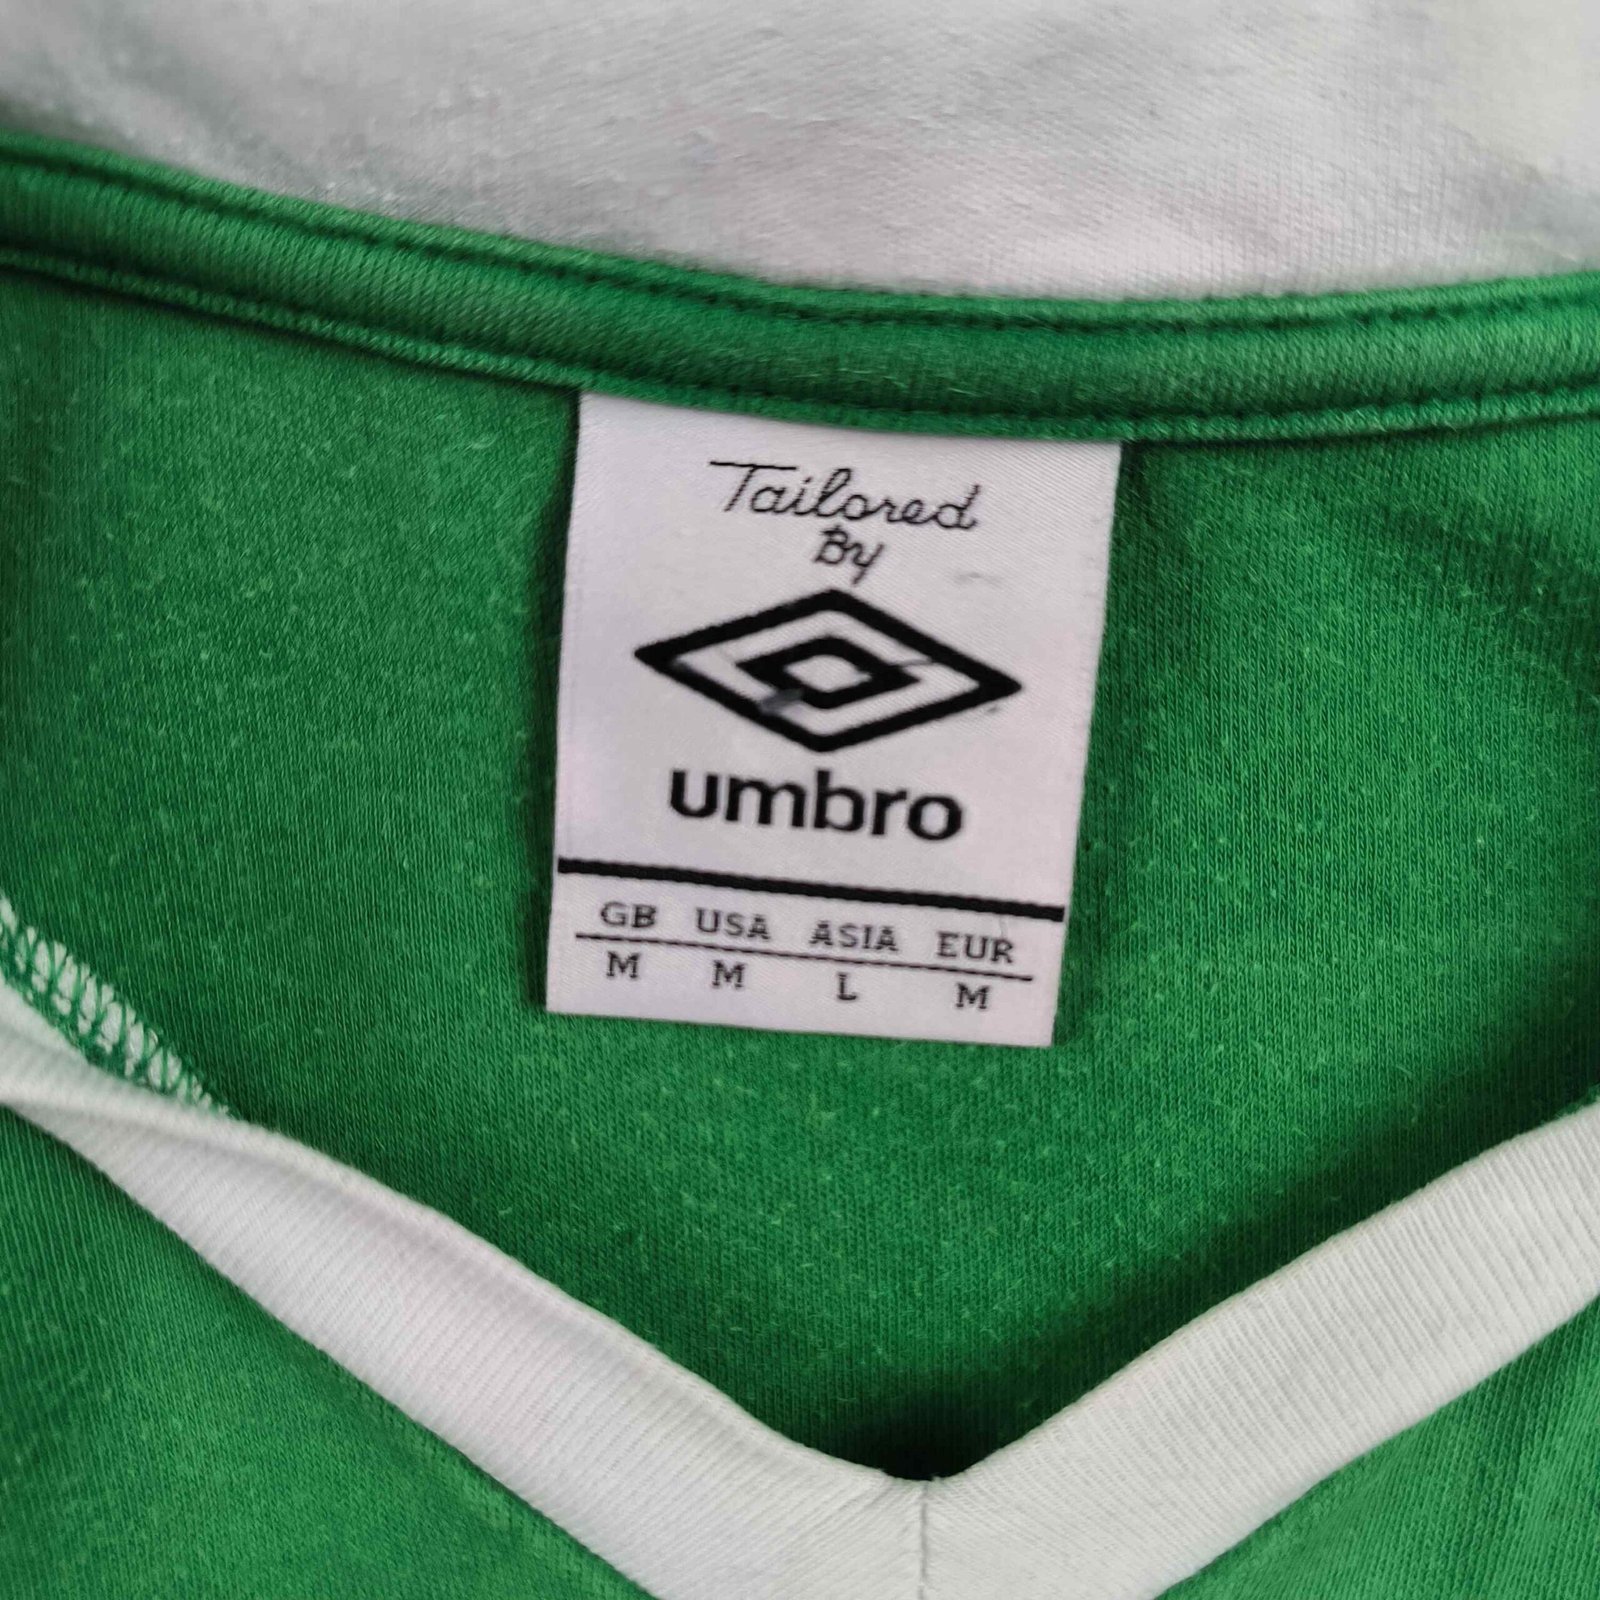 Tailored
By
umbro
GB USA ASIA EUR
M M L M